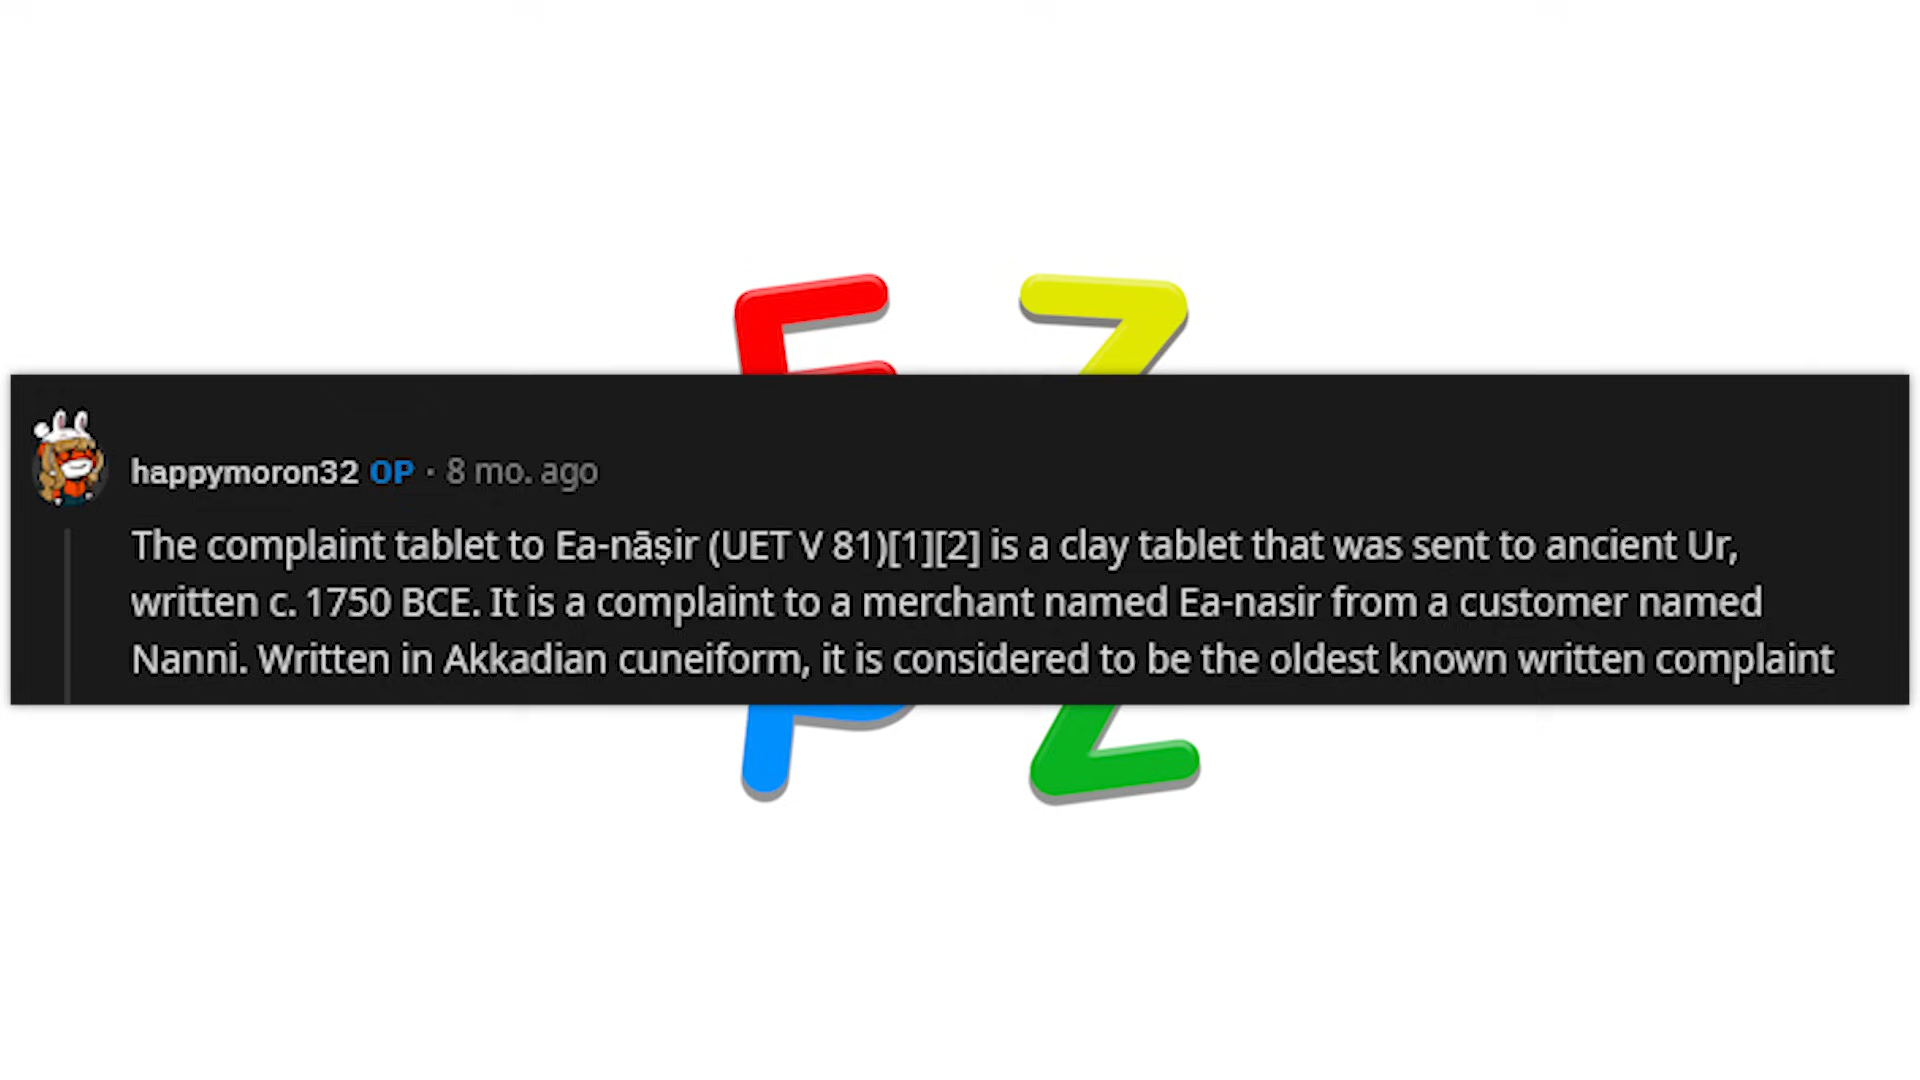 E Z
happymoron32 OP · 8 mo. ago
The complaint tablet to Ea-nāṣir (UET V 81)[1][2] is a clay tablet that was sent to ancient Ur,
written c. 1750 BCE. It is a complaint to a merchant named Ea-nasir from a customer named
Nanni. Written in Akkadian cuneiform, it is considered to be the oldest known written complaint
P Z